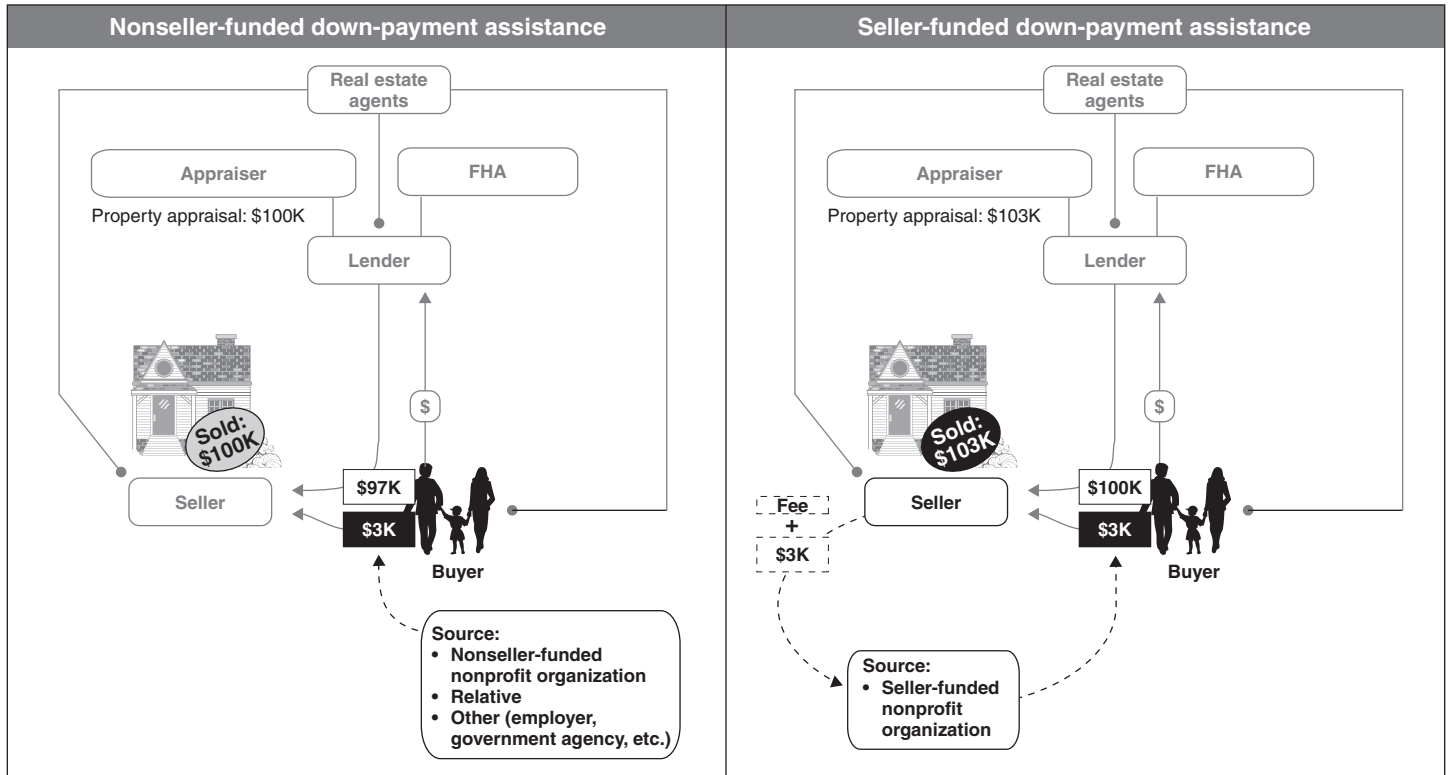 Nonseller-funded down-payment assistance
Real estate
agents
Appraiser
FHA
Property appraisal: $100K
Lender
$
Sold:
$100K
Seller
$97K
$3K
Buyer
Source:
• Nonseller-funded
nonprofit organization
• Relative
• Other (employer,
government agency, etc.)
Seller-funded down-payment assistance
Real estate
agents
Appraiser
FHA
Property appraisal: $103K
Lender
$
Sold:
$103K
Seller
$100K
$3K
Fee
+
$3K
Buyer
Source:
• Seller-funded
nonprofit
organization